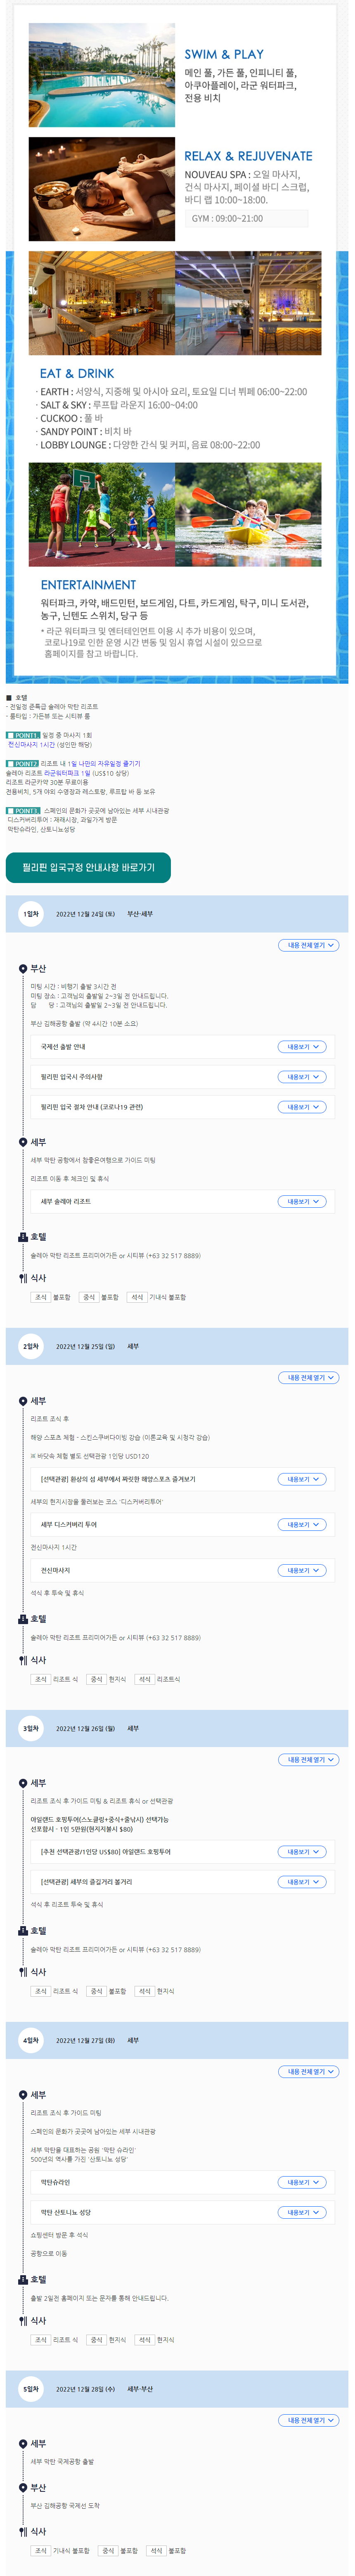 SWIM & PLAY
메인 풀, 가든 풀, 인피니티 풀,
아쿠아플레이, 라군 워터파크,
전용 비치
RELAX & REJUVENATE
NOUVEAU SPA : 오일 마사지,
건식 마사지, 페이셜 바디 스크럽,
바디 랩 10:00~18:00.
GYM : 09:00~21:00
EAT & DRINK
· EARTH : 서양식, 지중해 및 아시아 요리, 토요일 디너 뷔페 06:00~22:00
· SALT & SKY : 루프탑 라운지 16:00~04:00
· CUCKOO : 풀 바
· SANDY POINT : 비치 바
· LOBBY LOUNGE : 다양한 간식 및 커피, 음료 08:00~22:00
ENTERTAINMENT
워터파크, 카약, 배드민턴, 보드게임, 다트, 카드게임, 탁구, 미니 도서관,
농구, 닌텐도 스위치, 당구 등
* 라군 워터파크 및 엔터테인먼트 이용 시 추가 비용이 있으며,
코로나19로 인한 운영 시간 변동 및 임시 휴업 시설이 있으므로
홈페이지를 참고 바랍니다.
■ 호텔
- 전일정 준특급 솔레아 막탄 리조트
- 룸타입 : 가든뷰 또는 시티뷰 룸
■ POINT1 일정 중 마사지 1회
전신마사지 1시간 (성인만 해당)
■ POINT2 리조트 내 1일 나만의 자유일정 즐기기
솔레아 리조트 라군워터파크 1일 (US$10 상당)
리조트 라군카약 30분 무료이용
전용비치, 5개 야외 수영장과 레스토랑, 루프탑 바 등 보유
■ POINT3 스페인의 문화가 곳곳에 남아있는 세부 시내관광
디스커버리투어 : 재래시장, 과일가게 방문
막탄슈라인, 산토니뇨성당
필리핀 입국규정 안내사항 바로가기
1일차 2022년 12월 24일 (토) 부산-세부
내용 전체 열기
부산
미팅 시간 : 비행기 출발 3시간 전
미팅 장소 : 고객님의 출발일 2~3일 전 안내드립니다.
담 당 : 고객님의 출발일 2~3일 전 안내드립니다.
부산 김해공항 출발 (약 4시간 10분 소요)
국제선 출발 안내 내용보기
필리핀 입국시 주의사항 내용보기
필리핀 입국 절차 안내 (코로나19 관련) 내용보기
세부
세부 막탄 공항에서 참좋은여행으로 가이드 미팅
리조트 이동 후 체크인 및 휴식
세부 솔레아 리조트 내용보기
호텔
솔레아 막탄 리조트 프리미어가든 or 시티뷰 (+63 32 517 8889)
식사
조식 불포함 중식 불포함 석식 기내식 불포함
2일차 2022년 12월 25일 (일) 세부
내용 전체 열기
세부
리조트 조식 후
해양 스포츠 체험 - 스킨스쿠버다이빙 강습 (이론교육 및 시청각 강습)
※ 바닷속 체험 별도 선택관광 1인당 USD120
[선택관광] 환상의 섬 세부에서 짜릿한 해양스포츠 즐겨보기 내용보기
세부의 현지시장을 둘러보는 코스 '디스커버리투어'
세부 디스커버리 투어 내용보기
전신마사지 1시간
전신마사지 내용보기
석식 후 투숙 및 휴식
호텔
솔레아 막탄 리조트 프리미어가든 or 시티뷰 (+63 32 517 8889)
식사
조식 리조트 식 중식 현지식 석식 리조트식
3일차 2022년 12월 26일 (월) 세부
내용 전체 열기
세부
리조트 조식 후 가이드 미팅 & 리조트 휴식 or 선택관광
아일랜드 호핑투어(스노클링+중식+줄낚시) 선택가능
선포함시 - 1인 5만원(현지지불시 $80)
[추천 선택관광/1인당 US$80] 아일랜드 호핑투어 내용보기
[선택관광] 세부의 즐길거리 볼거리 내용보기
석식 후 리조트 투숙 및 휴식
호텔
솔레아 막탄 리조트 프리미어가든 or 시티뷰 (+63 32 517 8889)
식사
조식 리조트 식 중식 불포함 석식 현지식
4일차 2022년 12월 27일 (화) 세부
내용 전체 열기
세부
리조트 조식 후 가이드 미팅
스페인의 문화가 곳곳에 남아있는 세부 시내관광
세부 막탄을 대표하는 공원 '막탄 슈라인'
500년의 역사를 가진 '산토니뇨 성당'
막탄슈라인 내용보기
막탄 산토니뇨 성당 내용보기
쇼핑센터 방문 후 석식
공항으로 이동
호텔
출발 2일전 홈페이지 또는 문자를 통해 안내드립니다.
식사
조식 리조트 식 중식 현지식 석식 현지식
5일차 2022년 12월 28일 (수) 세부-부산
내용 전체 열기
세부
세부 막탄 국제공항 출발
부산
부산 김해공항 국제선 도착
식사
조식 기내식 불포함 중식 불포함 석식 불포함